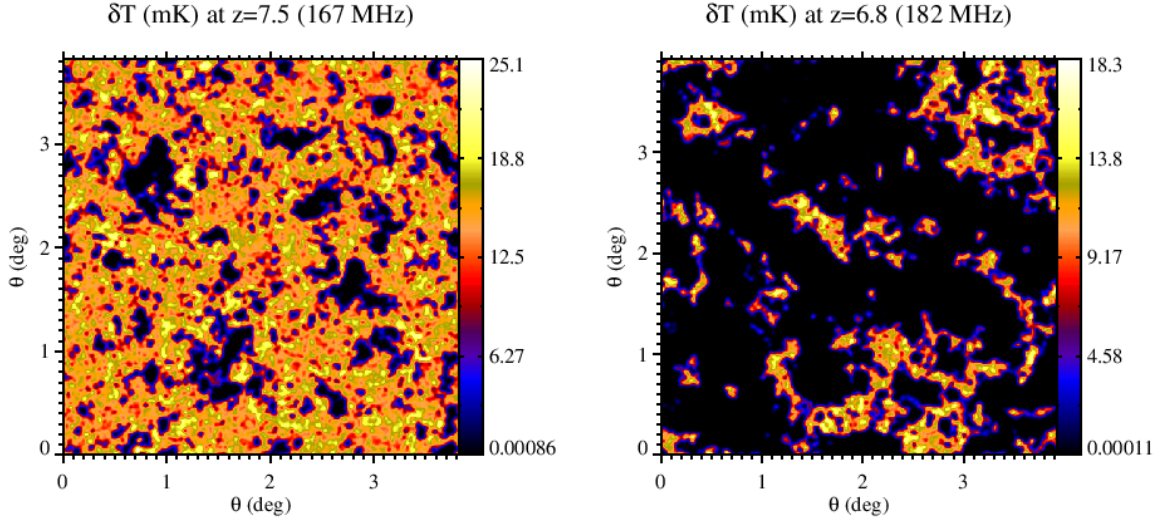 δT (mK) at z=7.5 (167 MHz)
25.1
18.8
12.5
6.27
0.00086
3
2
1
0
θ (deg)
0 1 2 3
θ (deg)
δT (mK) at z=6.8 (182 MHz)
18.3
13.8
9.17
4.58
0.00011
3
2
1
0
θ (deg)
0 1 2 3
θ (deg)